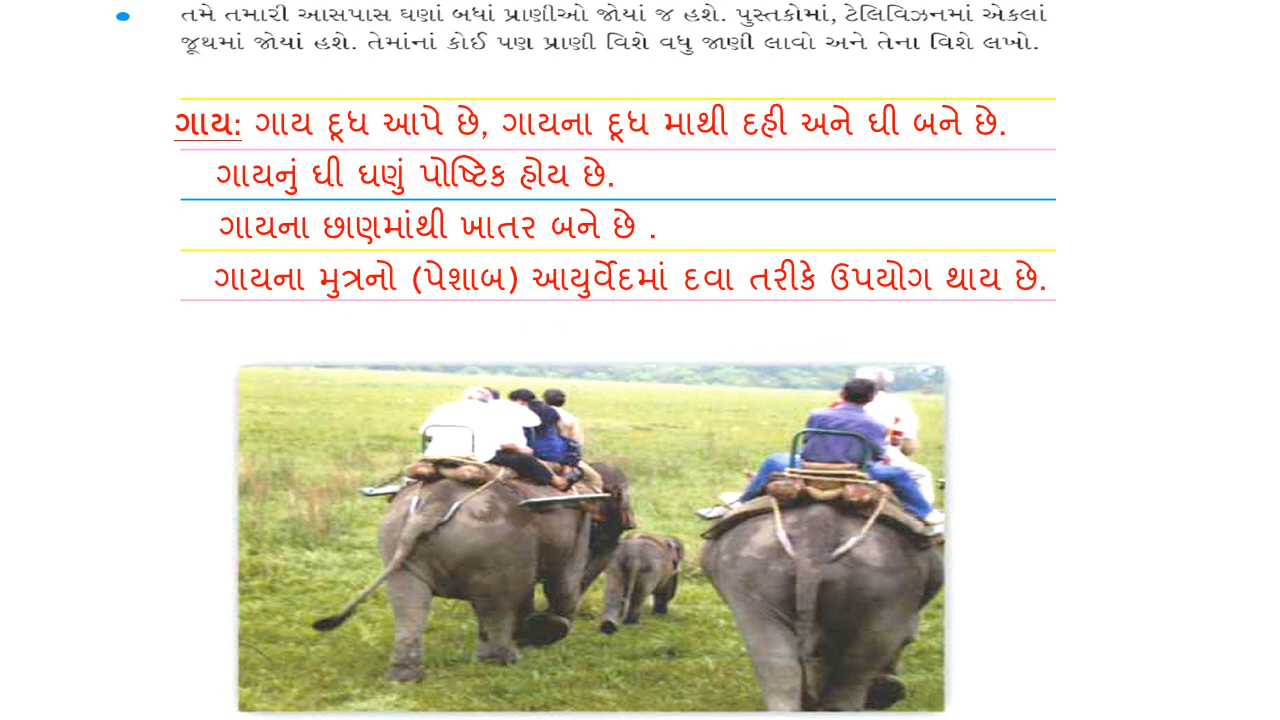 તમે તમારી આસપાસ ઘણાં બધાં પ્રાણીઓ જોયાં જ હશે. પુસ્તકોમાં, ટેલિવિઝનમાં એકલાં
જૂથમાં જોયાં હશે. તેમાંનાં કોઈ પણ પ્રાણી વિશે વધુ જાણી લાવો અને તેના વિશે લખો.
ગાય: ગાય દૂધ આપે છે, ગાયના દૂધ માથી દહી અને ઘી બને છે.
ગાયનું ઘી ઘણું પોષ્ટિક હોય છે.
ગાયના છાણમાંથી ખાતર બને છે .
ગાયના મુત્રનો (પેશાબ) આયુર્વેદમાં દવા તરીકે ઉપયોગ થાય છે.